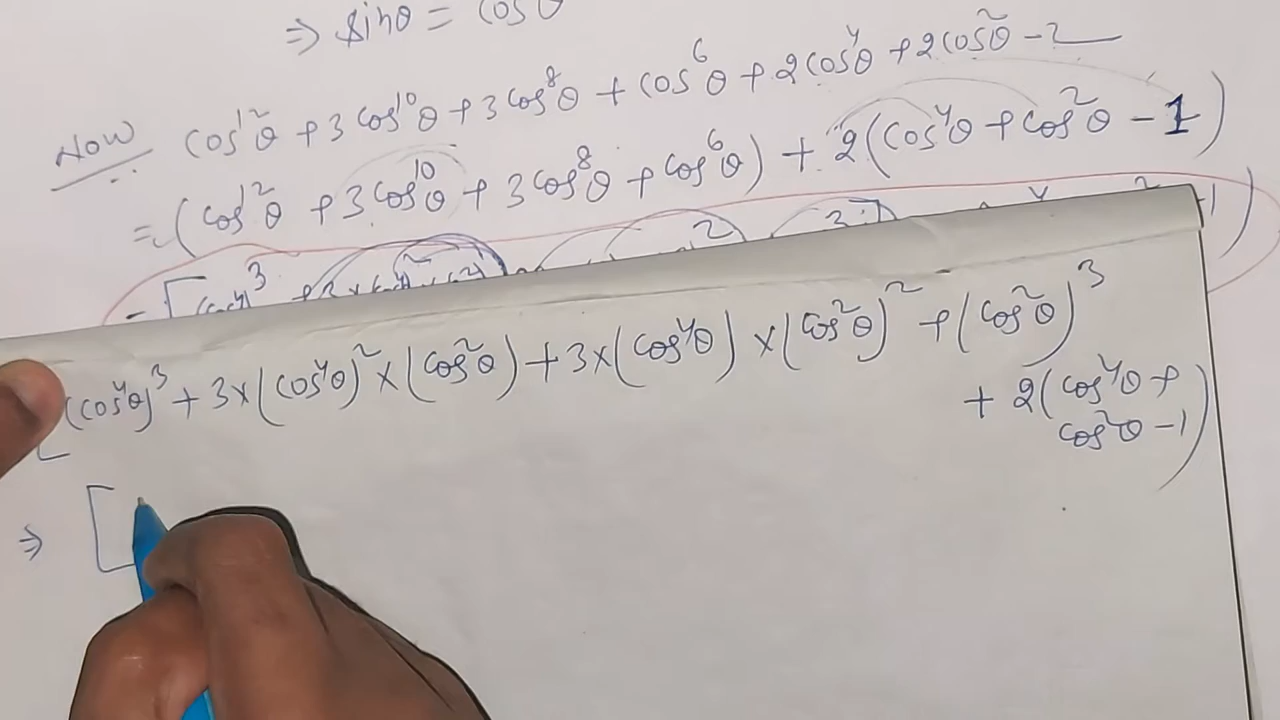 ⇒ sinθ = cos θ
Now cos¹²θ + 3cos¹⁰θ + 3cos⁸θ + cos⁶θ + 2cos⁴θ + 2cos²θ - 2
= (cos¹²θ + 3cos¹⁰θ + 3cos⁸θ + cos⁶θ) + 2(cos⁴θ + cos²θ - 1)
[(cos⁴θ)³ + 3×(cos⁴θ)²×(cos²θ) + 3×(cos⁴θ)×(cos²θ)² + (cos²θ)³
+ 2(cos⁴θ +
cos²θ - 1)
⇒ [